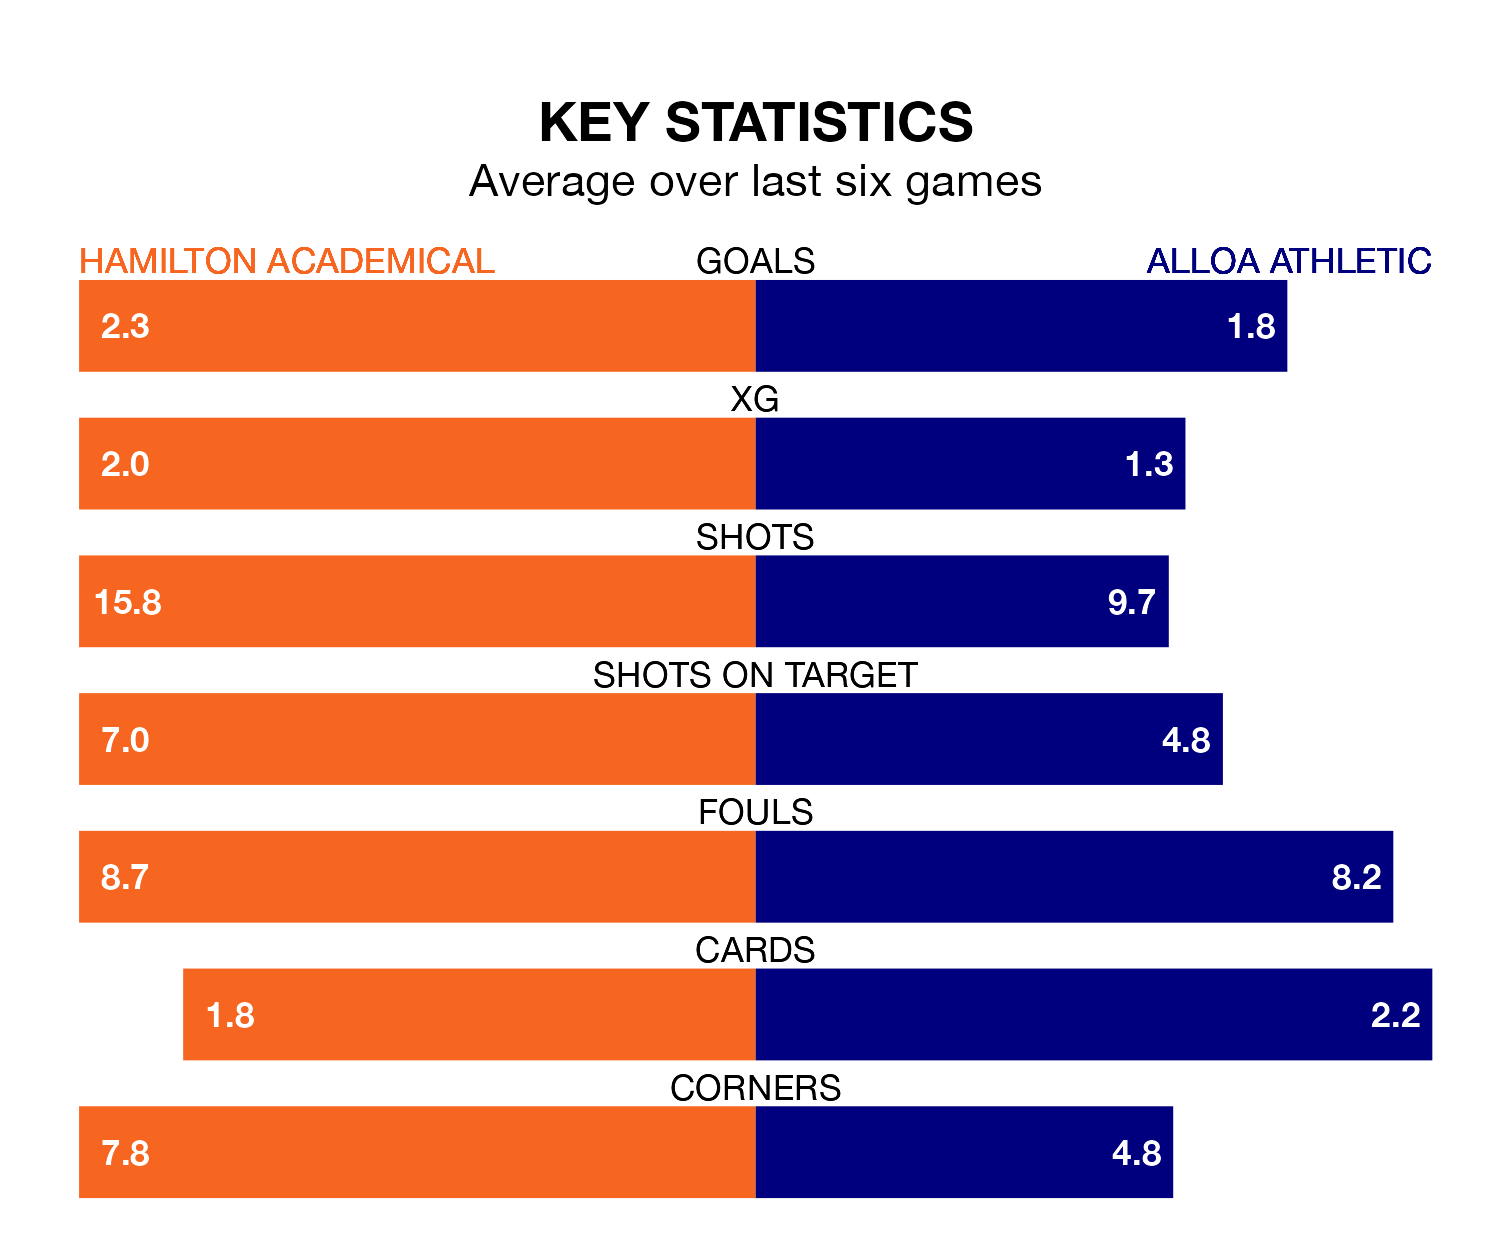 KEY STATISTICS
Average over last six games
HAMILTON ACADEMICAL GOALS ALLOA ATHLETIC
2.3 1.8
XG
2.0 1.3
SHOTS
15.8 9.7
SHOTS ON TARGET
7.0 4.8
FOULS
8.7 8.2
CARDS
1.8 2.2
CORNERS
7.8 4.8